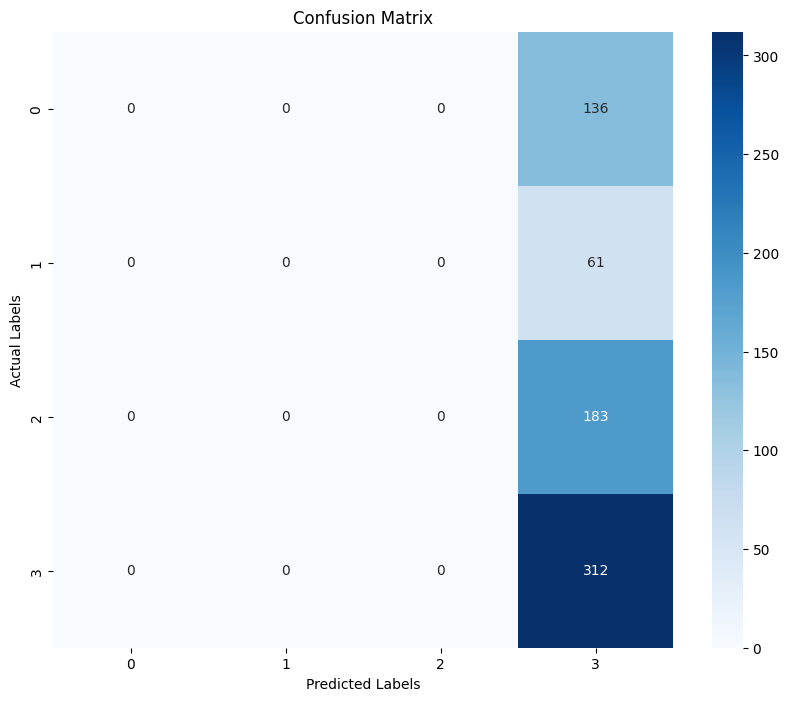 Confusion Matrix
Actual Labels
0 0 0 0 136
1 0 0 0 61
2 0 0 0 183
3 0 0 0 312
0 1 2 3
Predicted Labels
300
250
200
150
100
50
0